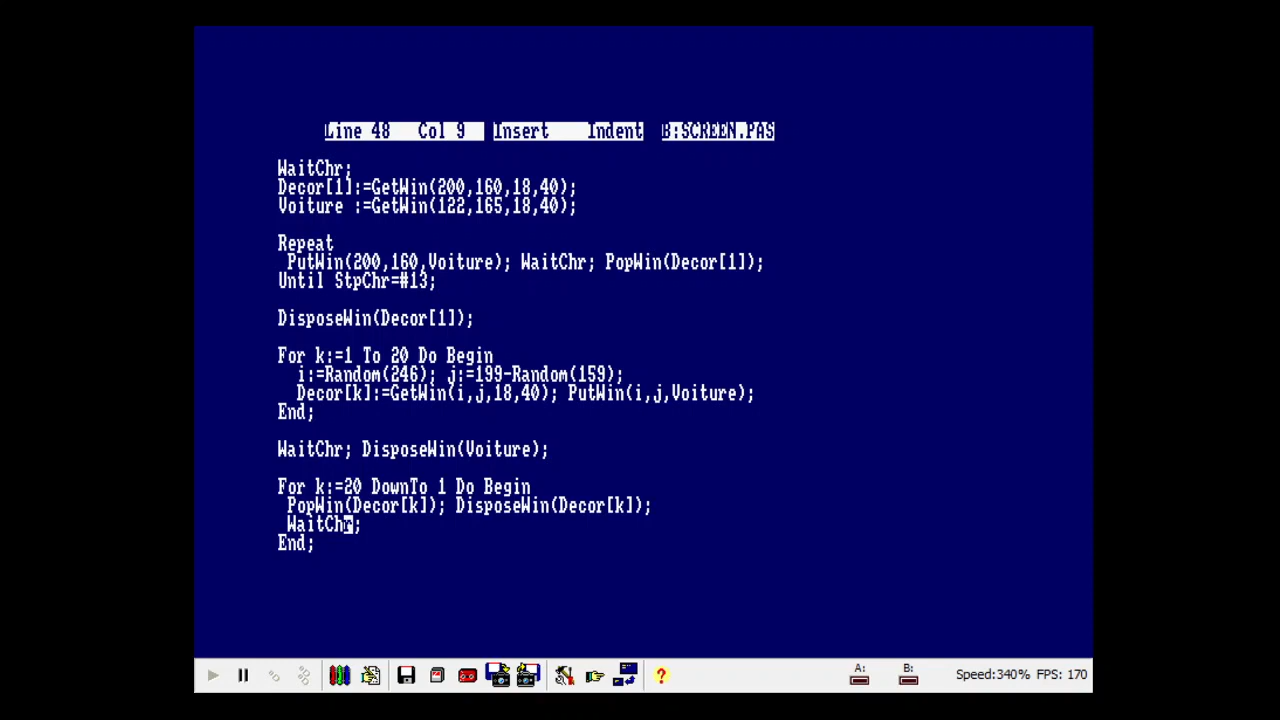 Line 48   Col 9   Insert    Indent   B:SCREEN.PAS
WaitChr;
Decor[1]:=GetWin(200,160,18,40);
Voiture :=GetWin(122,165,18,40);
Repeat
 PutWin(200,160,Voiture); WaitChr; PopWin(Decor[1]);
Until StpChr=#13;
DisposeWin(Decor[1]);
For k:=1 To 20 Do Begin
  i:=Random(246); j:=199-Random(159);
  Decor[k]:=GetWin(i,j,18,40); PutWin(i,j,Voiture);
End;
WaitChr; DisposeWin(Voiture);
For k:=20 DownTo 1 Do Begin
 PopWin(Decor[k]); DisposeWin(Decor[k]);
 WaitChr;
End;
A: B: Speed:340% FPS: 170